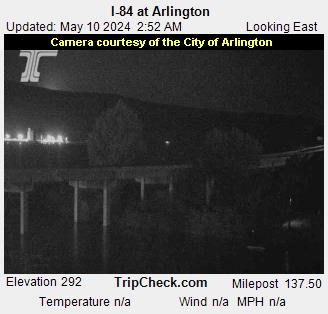 I-84 at Arlington
Updated: May 10 2024 2:52 AM Looking East
Camera courtesy of the City of Arlington
Elevation 292 TripCheck.com Milepost 137.50
Temperature n/a Wind n/a MPH n/a